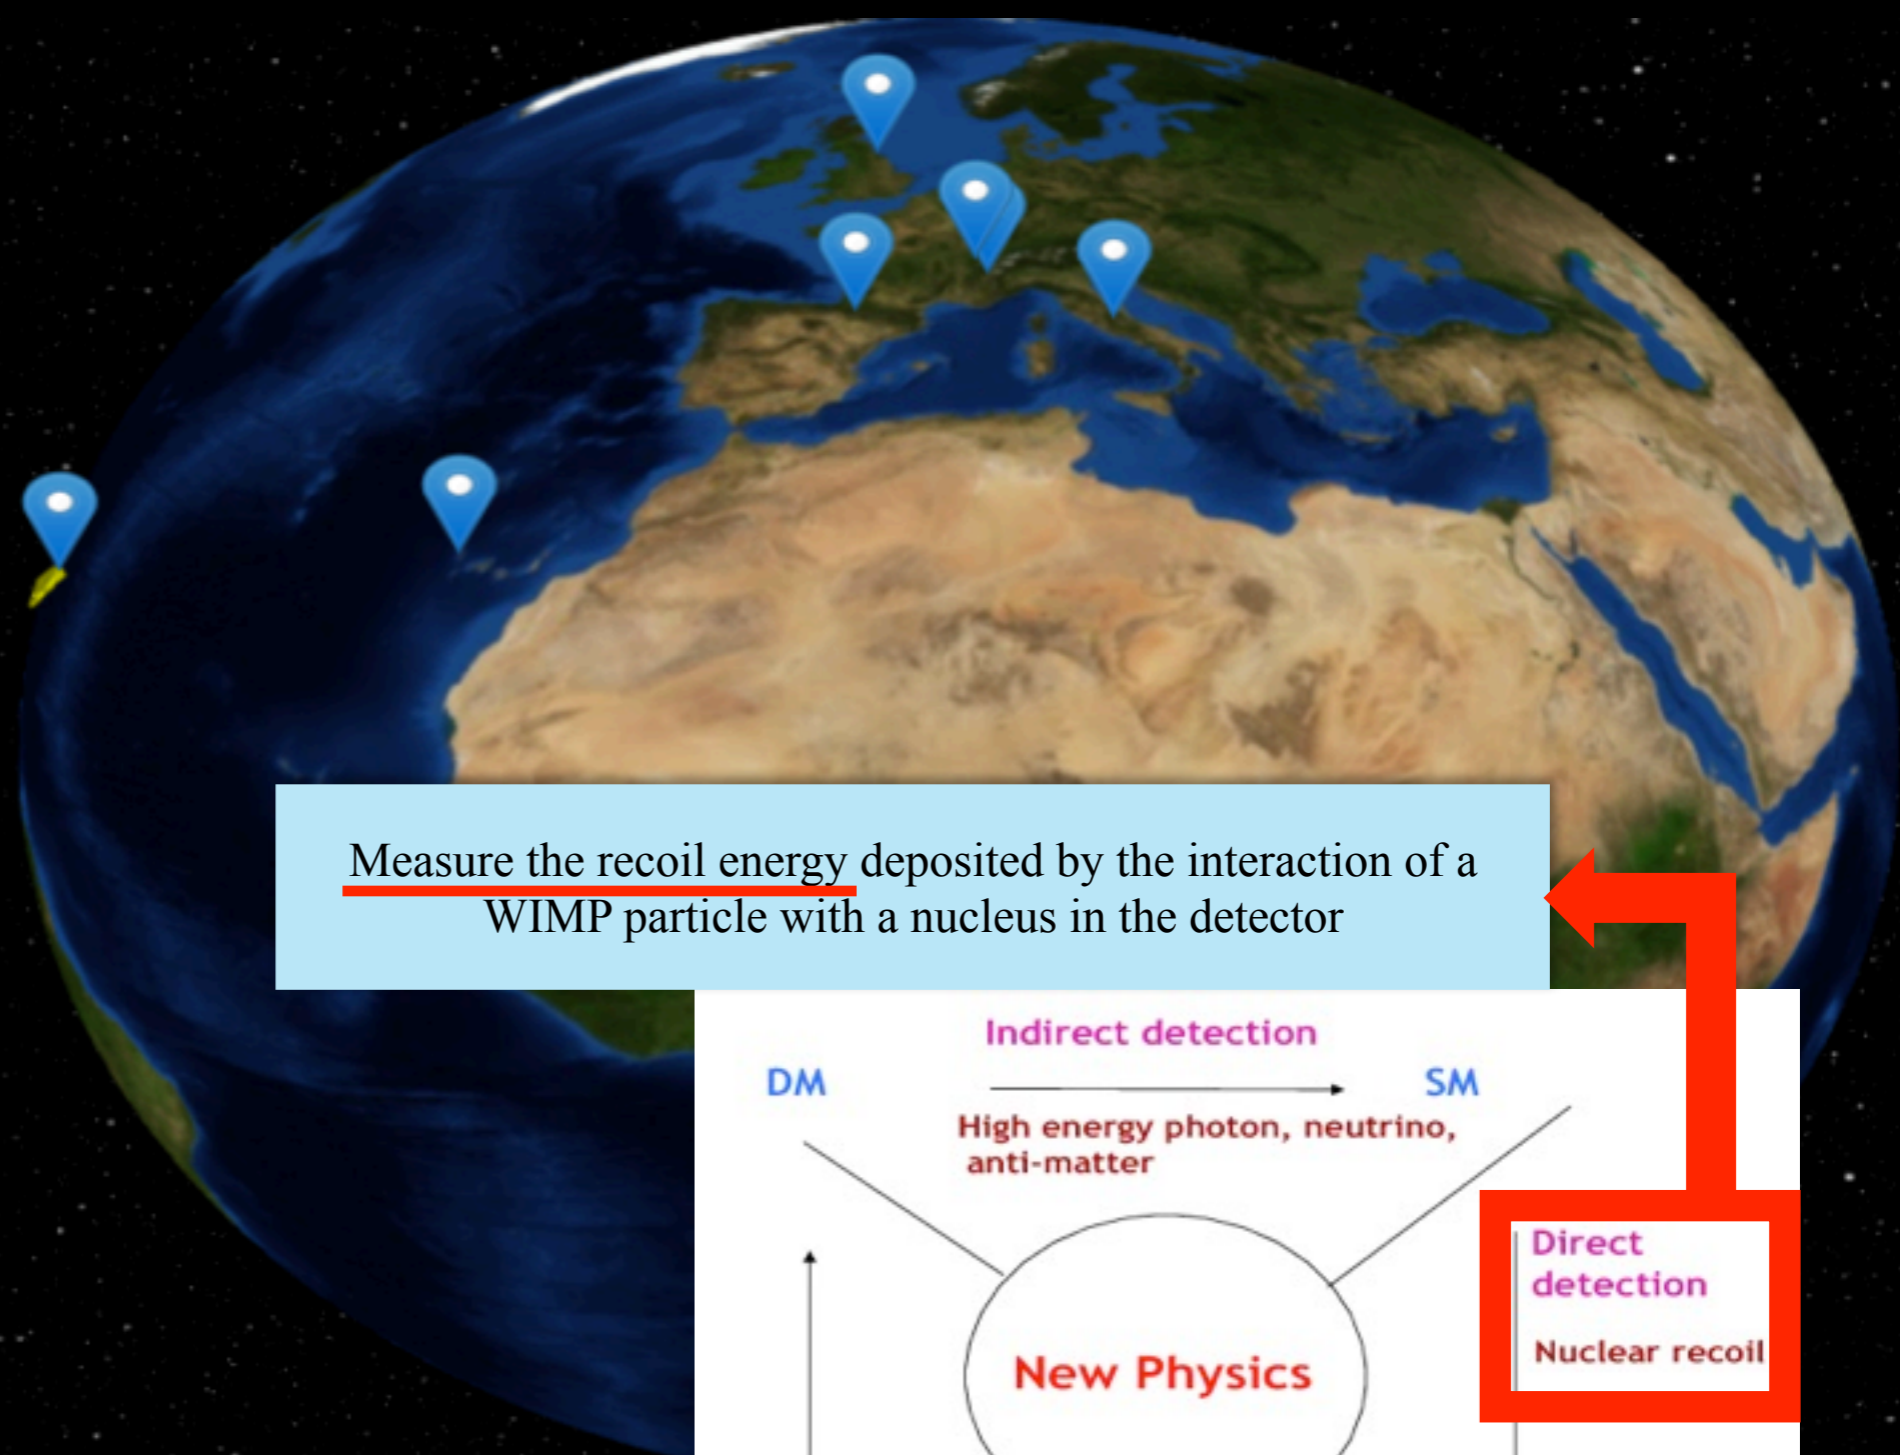 Measure the recoil energy deposited by the interaction of a
WIMP particle with a nucleus in the detector
Indirect detection
DM
SM
High energy photon, neutrino,
anti-matter
Direct
detection
Nuclear recoil
New Physics